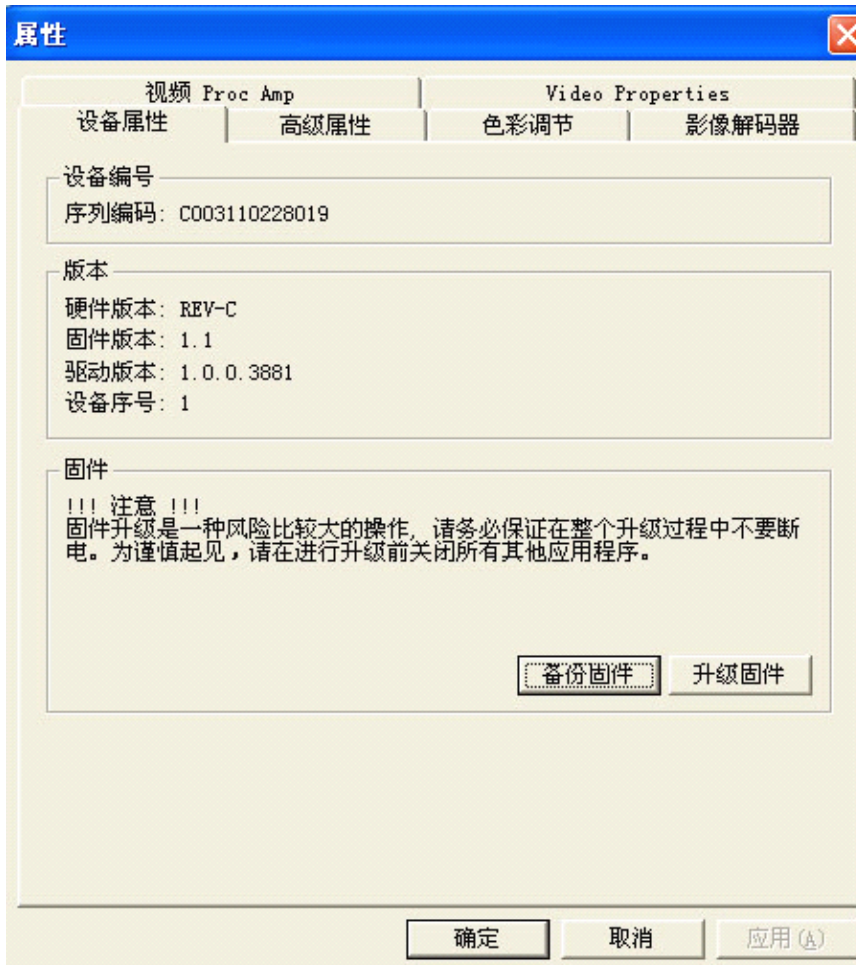 属性
视频 Proc Amp
Video Properties
设备属性
高级属性
色彩调节
影像解码器
设备编号
序列编码: C003110228019
版本
硬件版本: REV-C
固件版本: 1.1
驱动版本: 1.0.0.3881
设备序号: 1
固件
!!! 注意 !!!
固件升级是一种风险比较大的操作, 请务必保证在整个升级过程中不要断
电。为谨慎起见，请在进行升级前关闭所有其他应用程序。
备份固件
升级固件
确定
取消
应用(A)